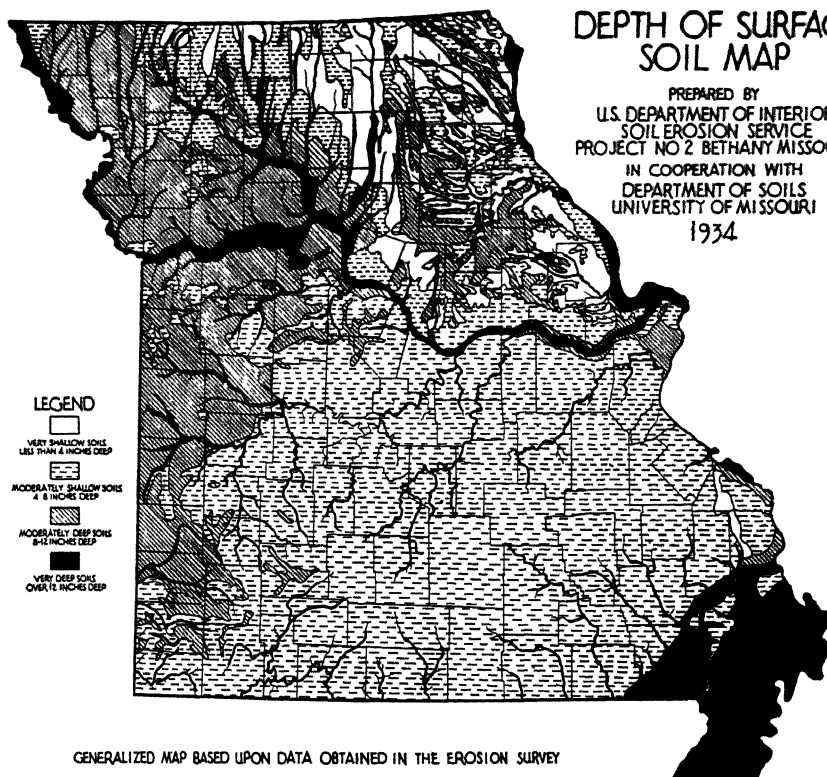 DEPTH OF SURFAC
SOIL MAP
PREPARED BY
U.S. DEPARTMENT OF INTERIOR
SOIL EROSION SERVICE
PROJECT NO 2 BETHANY MISSOU
IN COOPERATION WITH
DEPARTMENT OF SOILS
UNIVERSITY OF MISSOURI
1934
LEGEND
VERY SHALLOW SOILS
LESS THAN 4 INCHES DEEP
MODERATELY SHALLOW SOILS
4 8 INCHES DEEP
MODERATELY DEEP SOILS
8-12 INCHES DEEP
VERY DEEP SOILS
OVER 12 INCHES DEEP
GENERALIZED MAP BASED UPON DATA OBTAINED IN THE EROSION SURVEY